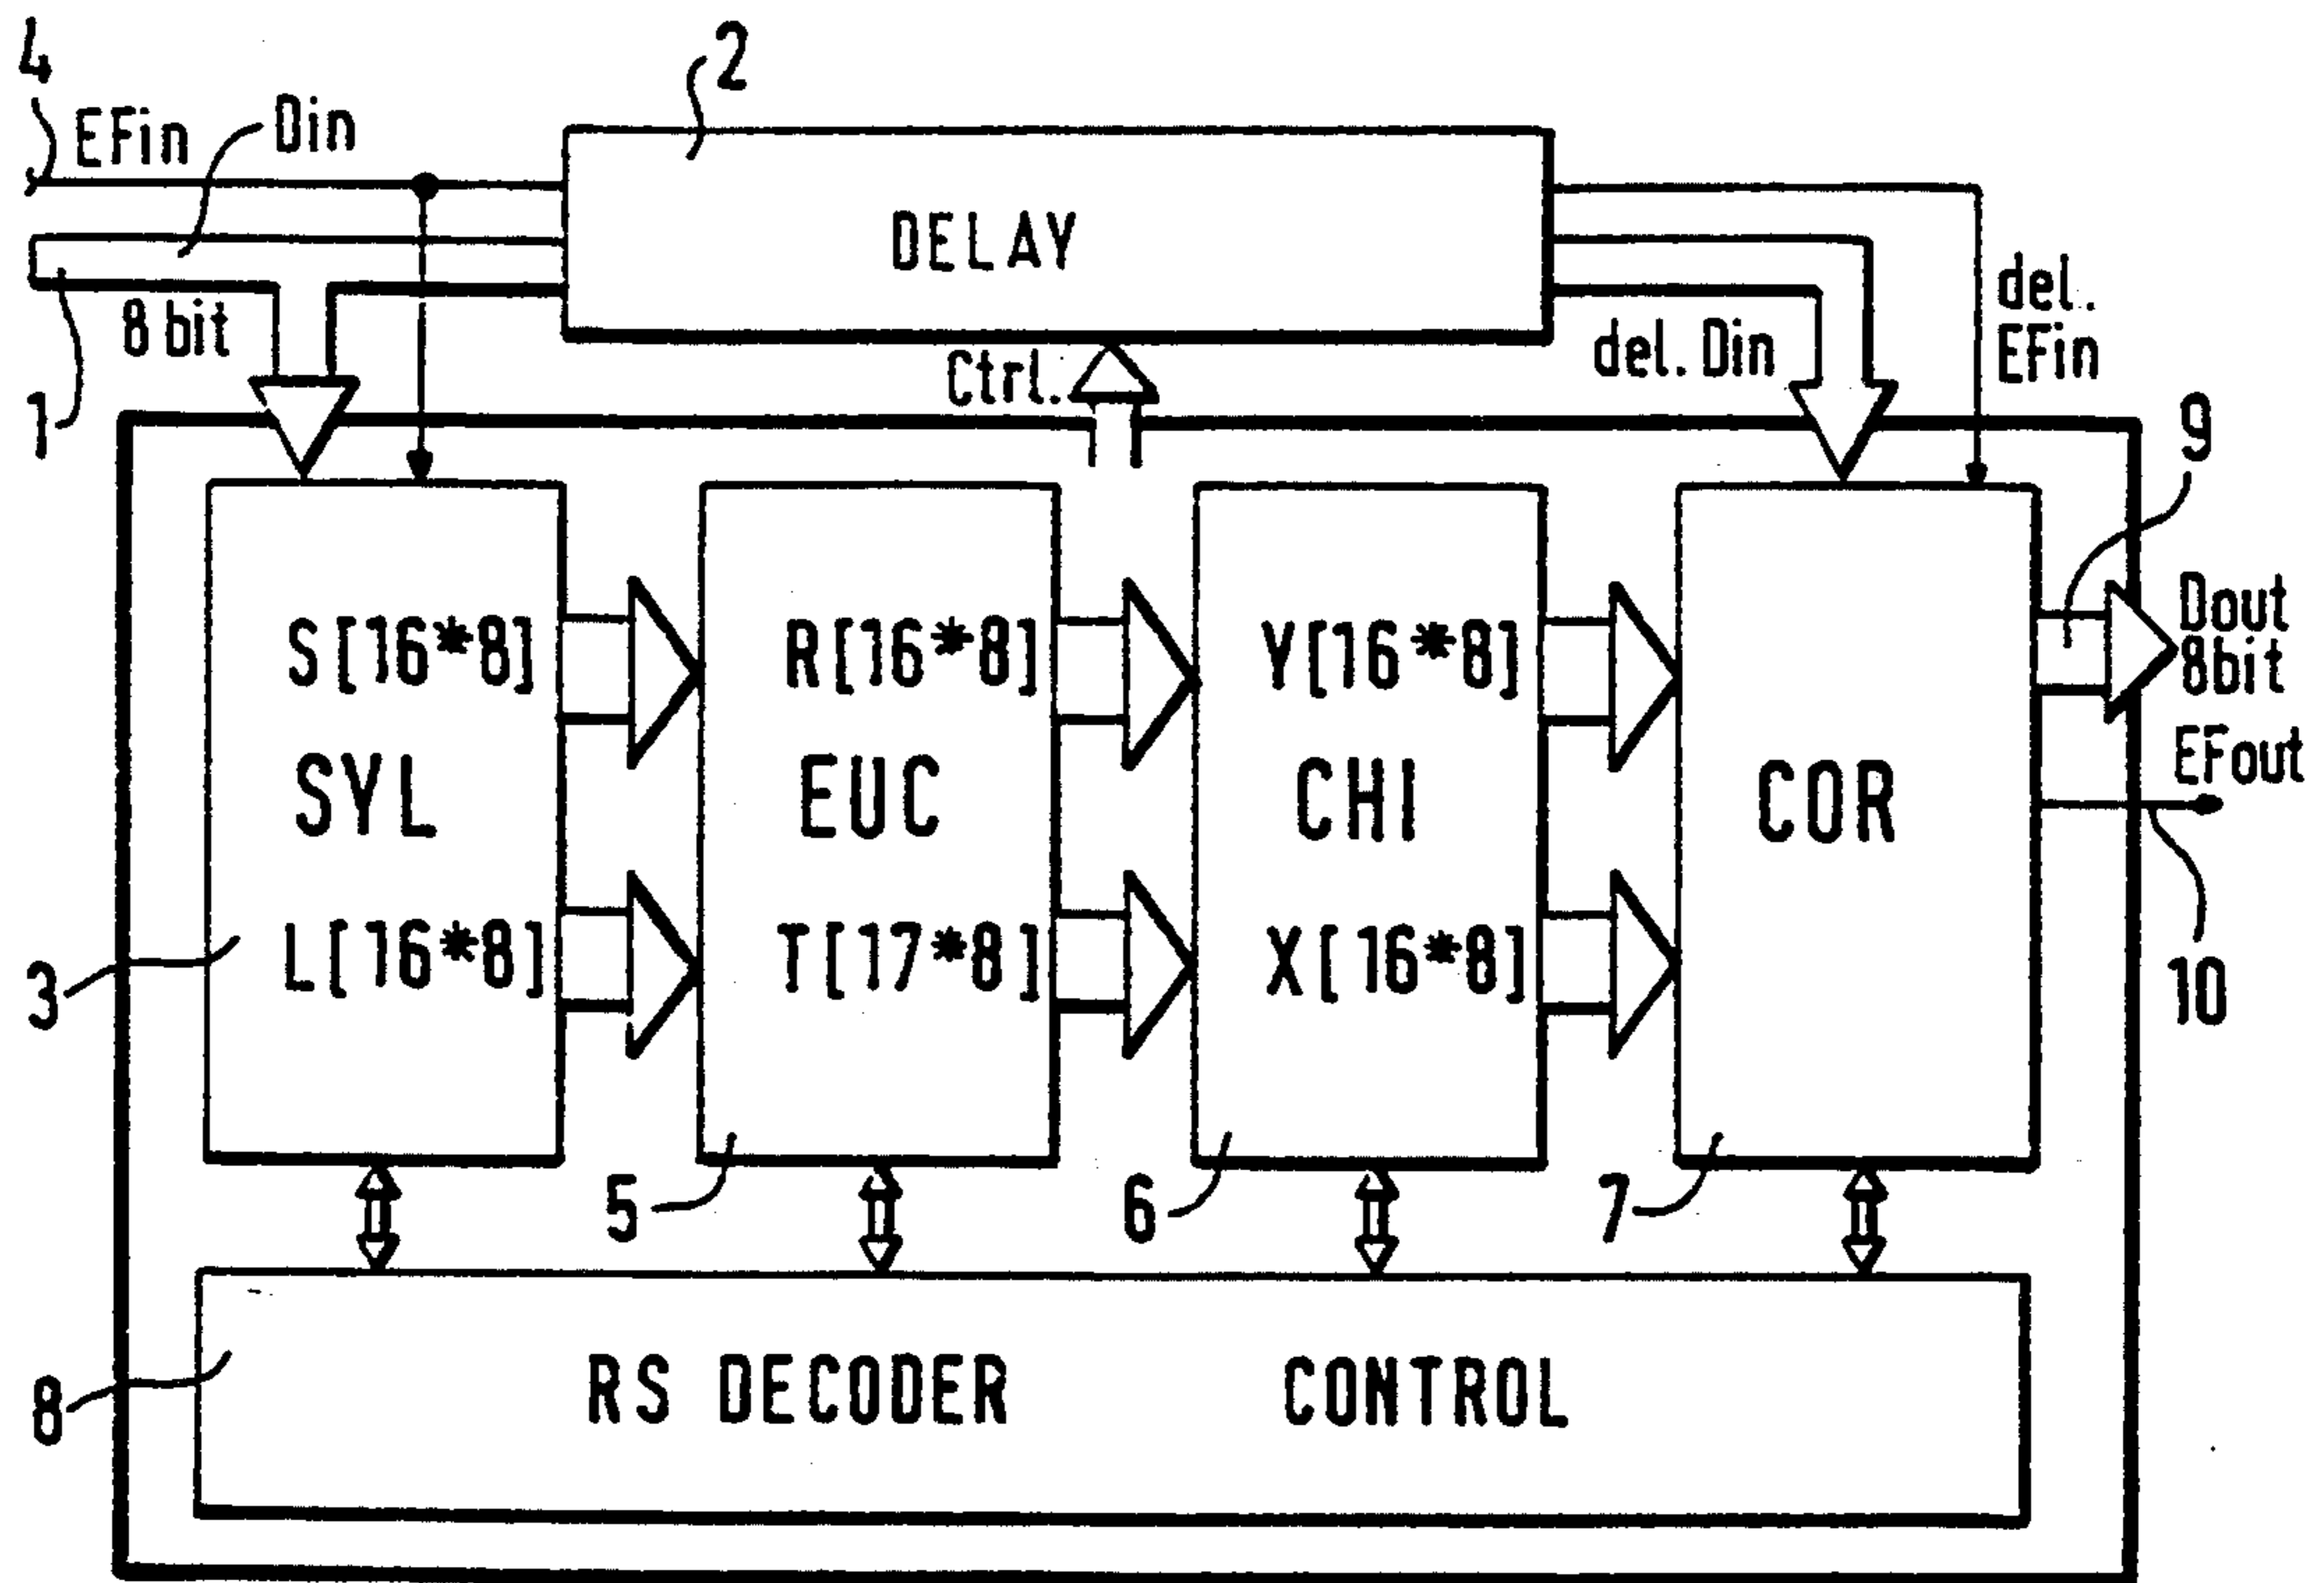 4
2
EFin
Din
DELAY
8 bit
1
Ctrl.
del. Din
del.
EFin
9
S[16*8]
R[16*8]
Y[16*8]
Dout
8bit
SYL
EUC
CHI
COR
EFout
L[16*8]
T[17*8]
X[16*8]
3
10
5
6
7
8
RS DECODER CONTROL